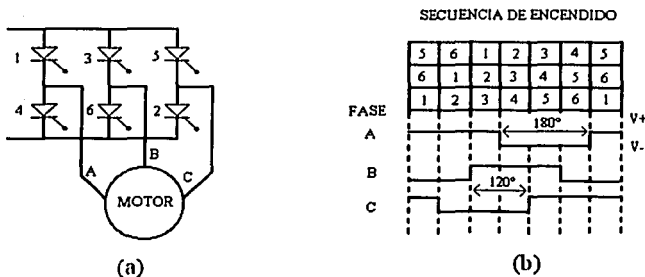 1 3 5
4 6 2
A B C
MOTOR
(a)
SECUENCIA DE ENCENDIDO
5 6 1 2 3 4 5
6 1 2 3 4 5 6
1 2 3 4 5 6 1
FASE
A 180° V+
V-
B
120°
C
(b)